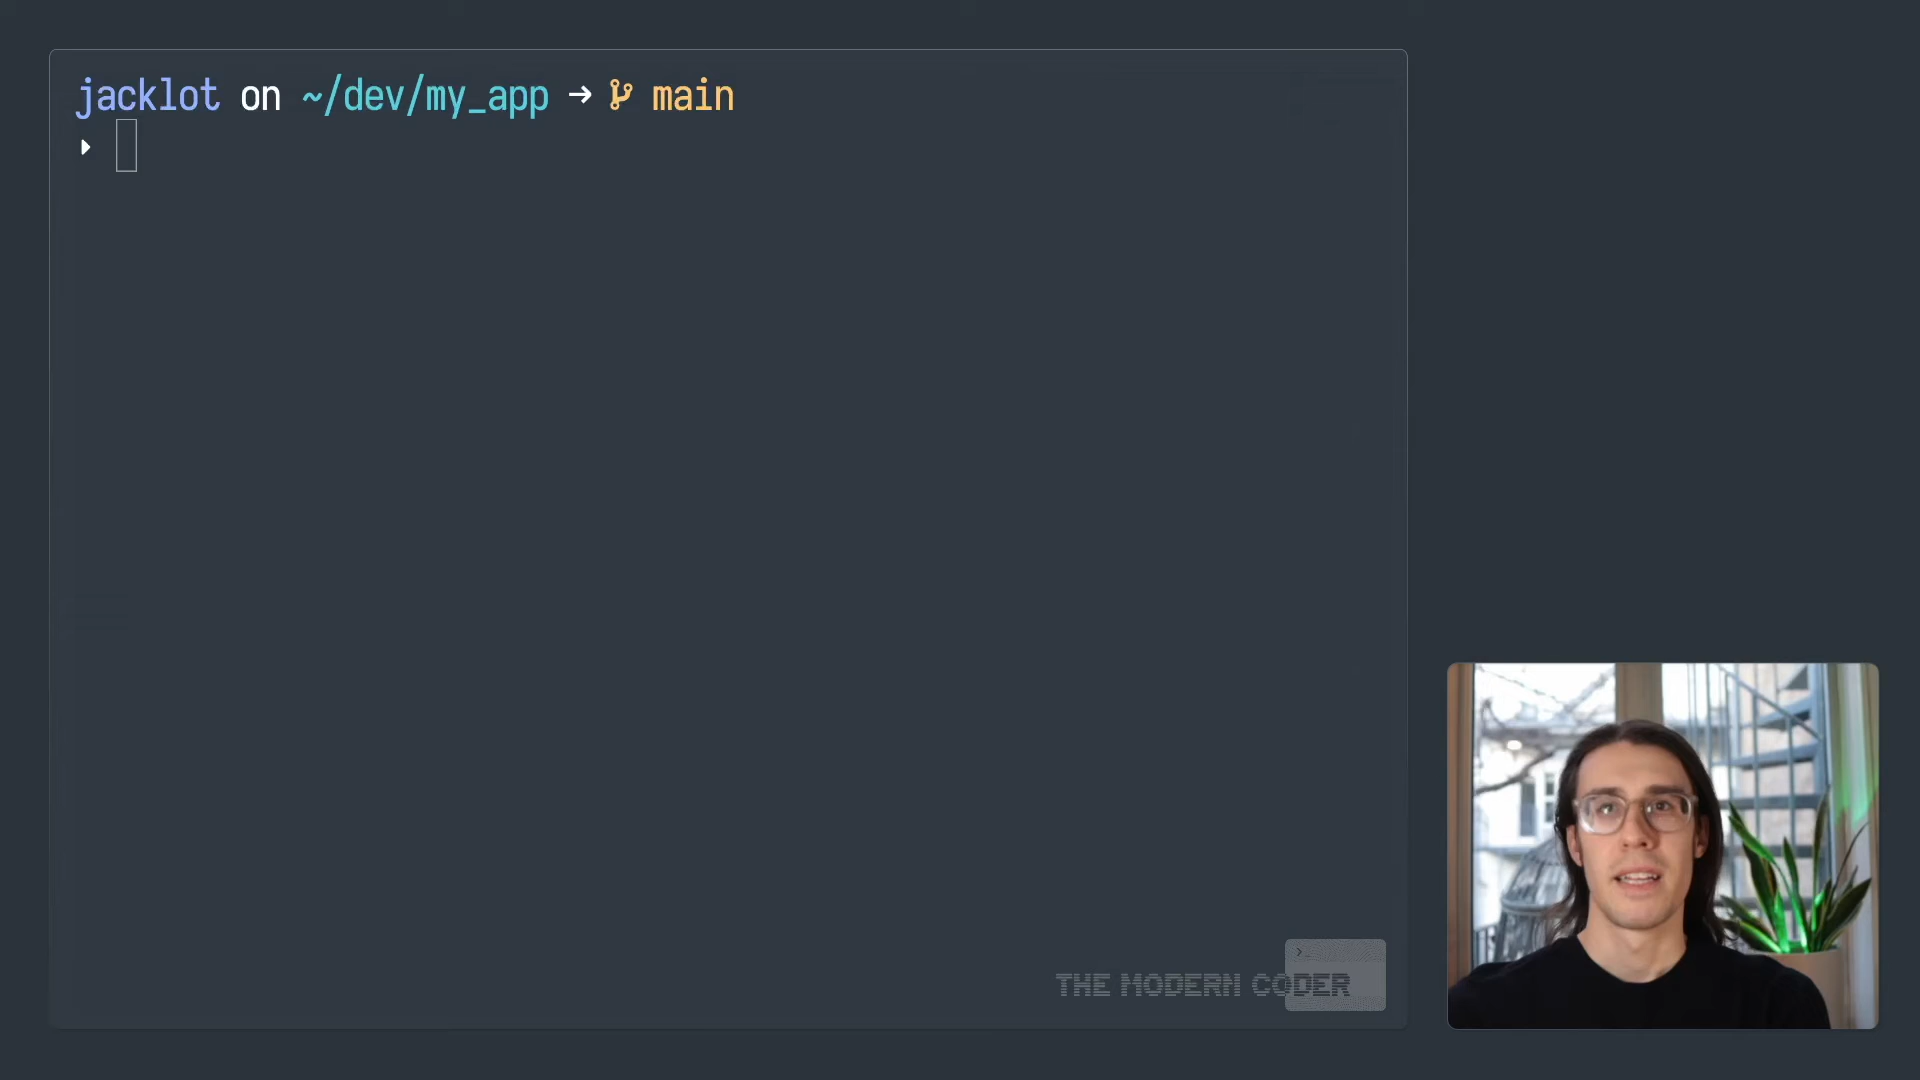 jacklot on ~/dev/my_app → main
>_
THE MODERN CODER